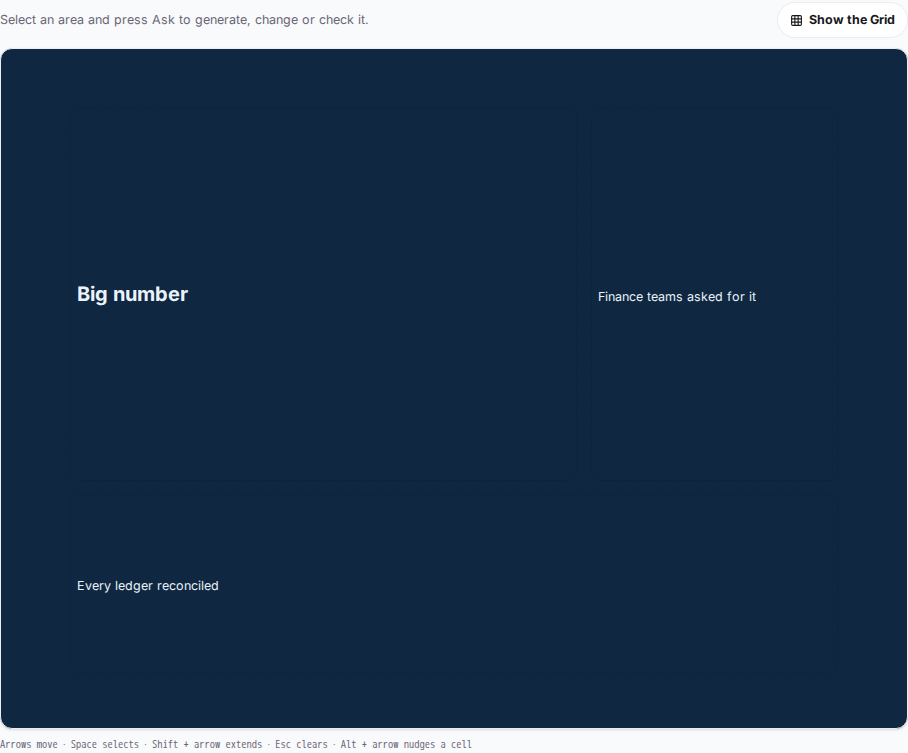 Select an area and press Ask to generate, change or check it.
Show the Grid
Big number
Finance teams asked for it
Every ledger reconciled
Arrows move · Space selects · Shift + arrow extends · Esc clears · Alt + arrow nudges a cell